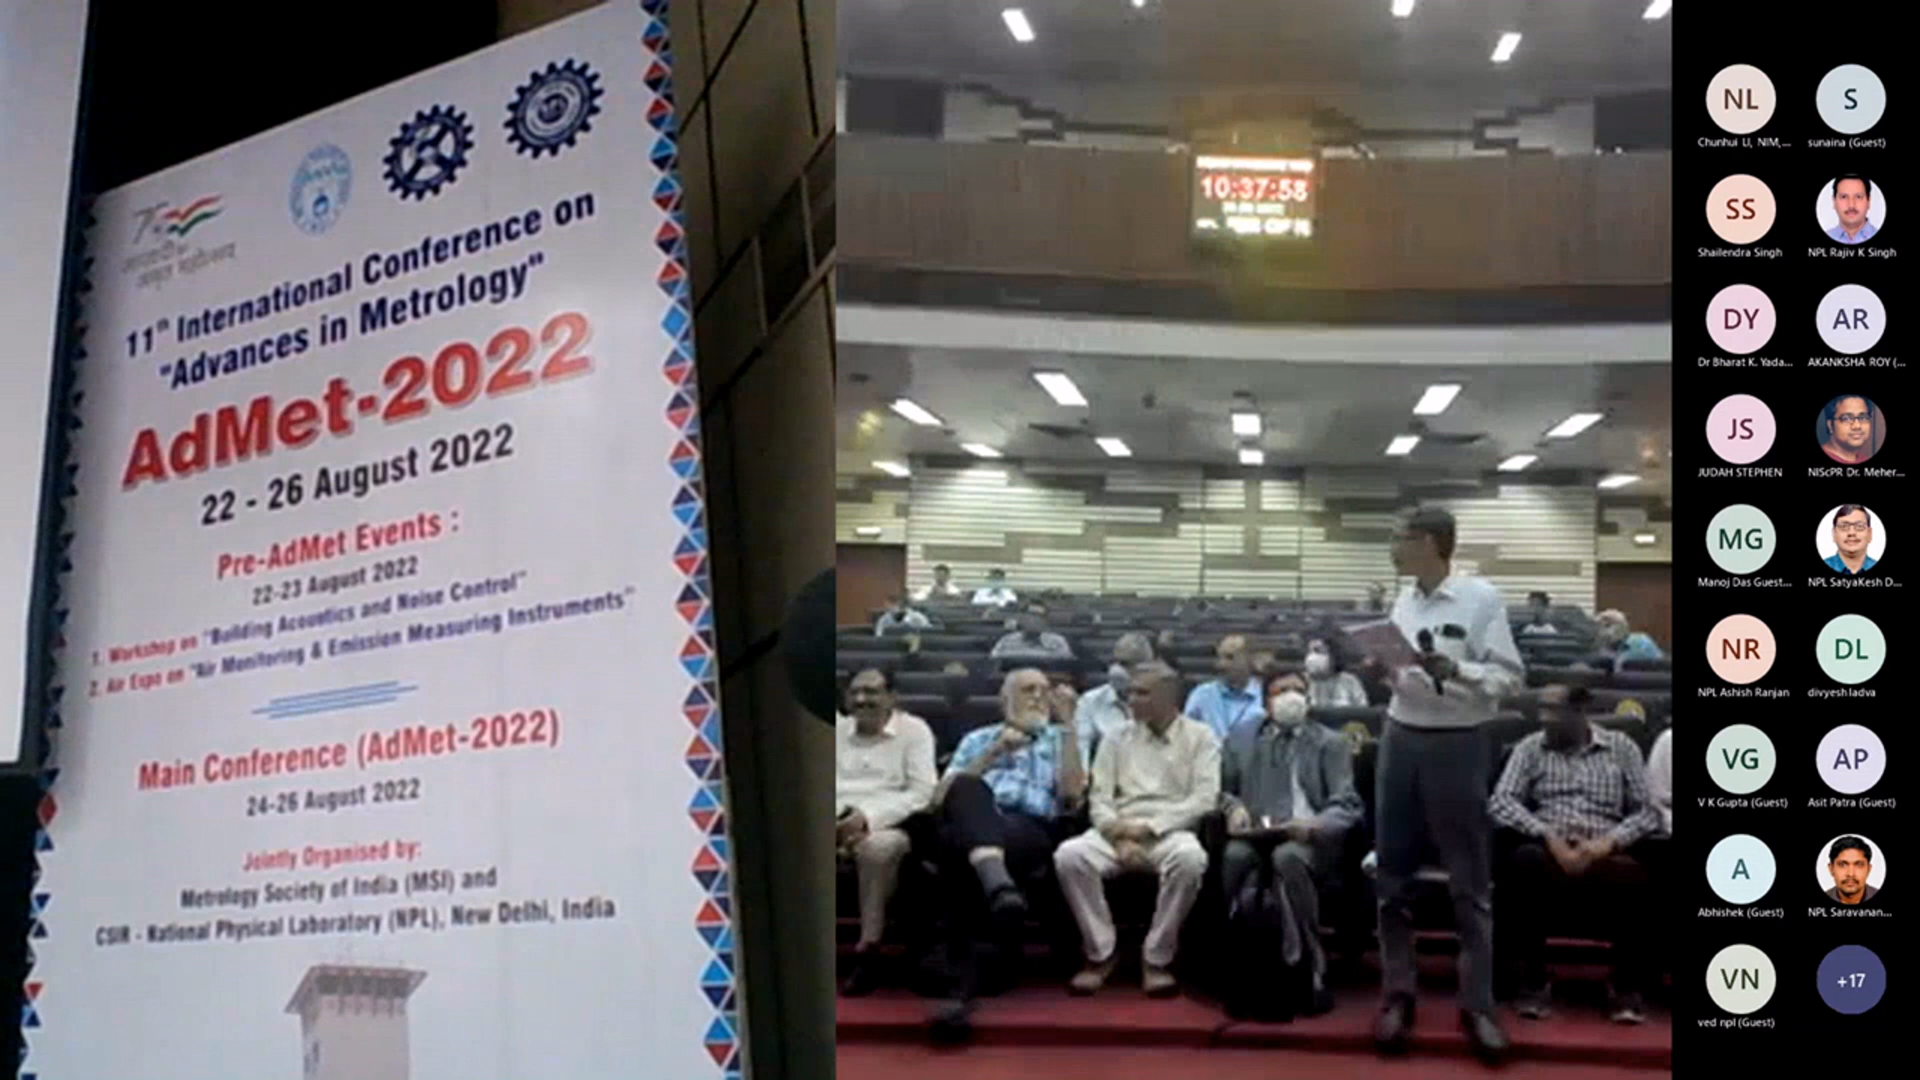 आज़ादी का
अमृत महोत्सव
11th International Conference on
"Advances in Metrology"
AdMet-2022
22 - 26 August 2022
Pre-AdMet Events :
22-23 August 2022
1. Workshop on "Building Acoustics and Noise Control"
2. Air Expo on "Air Monitoring & Emission Measuring Instruments"
Main Conference (AdMet-2022)
24-26 August 2022
Jointly Organised by:
Metrology Society of India (MSI) and
CSIR - National Physical Laboratory (NPL), New Delhi, India
10:37:58
NL
Chunhui LI, NIM,...
S
sunaina (Guest)
SS
Shailendra Singh
NPL Rajiv K Singh
DY
Dr Bharat K. Yada...
AR
AKANKSHA ROY (...
JS
JUDAH STEPHEN
NIScPR Dr. Meher...
MG
Manoj Das Guest...
NPL SatyaKesh D...
NR
NPL Ashish Ranjan
DL
divyesh ladva
VG
V K Gupta (Guest)
AP
Asit Patra (Guest)
A
Abhishek (Guest)
NPL Saravanan...
VN
ved npl (Guest)
+17